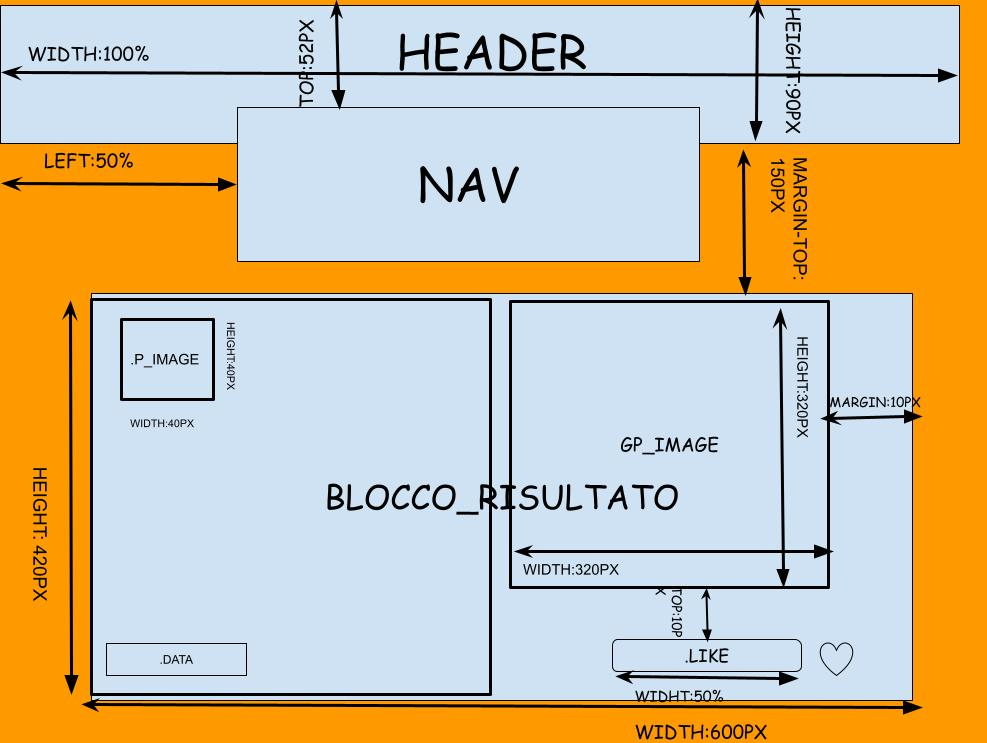 HEADER
WIDTH:100%
TOP:52PX
HEIGHT:90PX
LEFT:50%
NAV
MARGIN-TOP:
150PX
.P_IMAGE
HEIGHT:40PX
WIDTH:40PX
HEIGHT:320PX
MARGIN:10PX
GP_IMAGE
BLOCCO_RISULTATO
HEIGHT: 420PX
WIDTH:320PX
TOP:10P
X
.DATA
.LIKE
WIDHT:50%
WIDTH:600PX